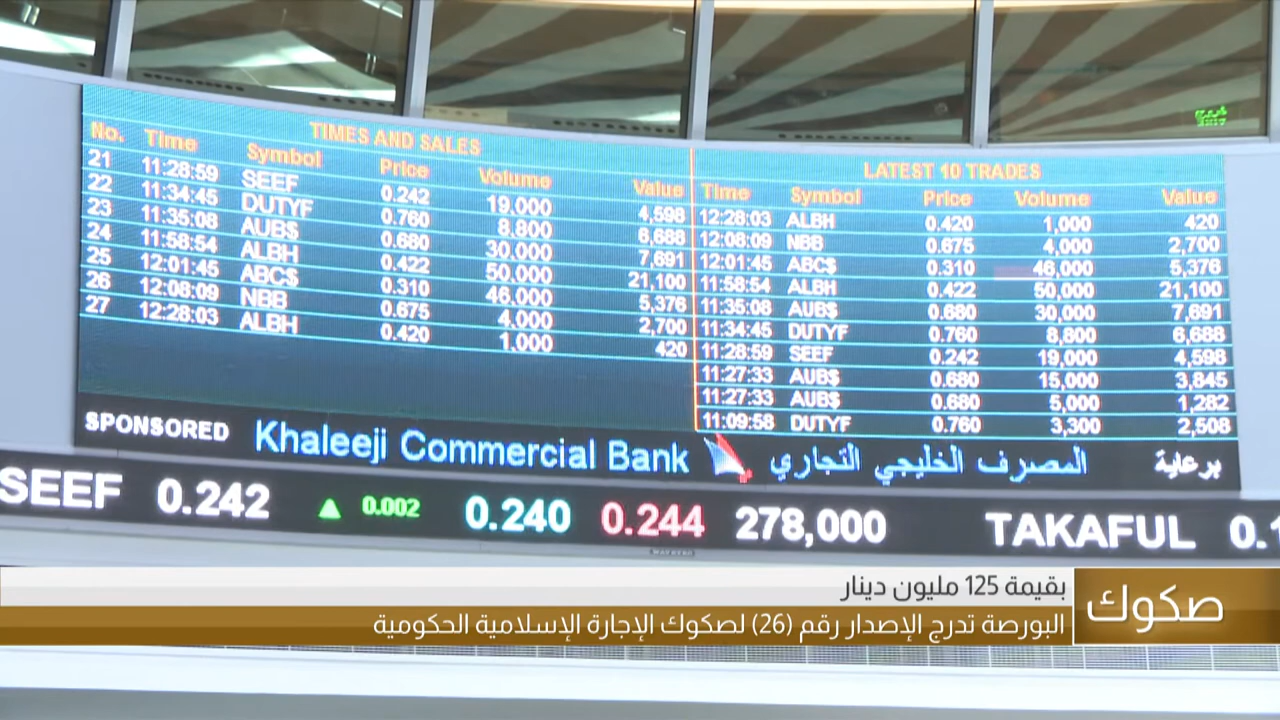 TIMES AND SALES
No. Time Symbol Price Volume Value
21 11:28:59 SEEF 0.242 19,000 4,598
22 11:34:45 DUTYF 0.760 8,800 6,688
23 11:35:08 AUB$ 0.680 30,000 7,691
24 11:58:54 ALBH 0.422 50,000 21,100
25 12:01:45 ABC$ 0.310 46,000 5,376
26 12:08:09 NBB 0.675 4,000 2,700
27 12:28:03 ALBH 0.420 1,000 420
LATEST 10 TRADES
Time Symbol Price Volume Value
12:28:03 ALBH 0.420 1,000 420
12:08:09 NBB 0.675 4,000 2,700
12:01:45 ABC$ 0.310 46,000 5,376
11:58:54 ALBH 0.422 50,000 21,100
11:35:08 AUB$ 0.680 30,000 7,691
11:34:45 DUTYF 0.760 8,800 6,688
11:28:59 SEEF 0.242 19,000 4,598
11:27:33 AUB$ 0.680 15,000 3,845
11:27:33 AUB$ 0.680 5,000 1,282
11:09:58 DUTYF 0.760 3,300 2,508
SPONSORED Khaleeji Commercial Bank برعاية المصرف الخليجي التجاري
SEEF 0.242 ▲ 0.002 0.240 0.244 278,000 TAKAFUL 0.1
صكوك
بقيمة 125 مليون دينار
البورصة تدرج الإصدار رقم (26) لصكوك الإجارة الإسلامية الحكومية